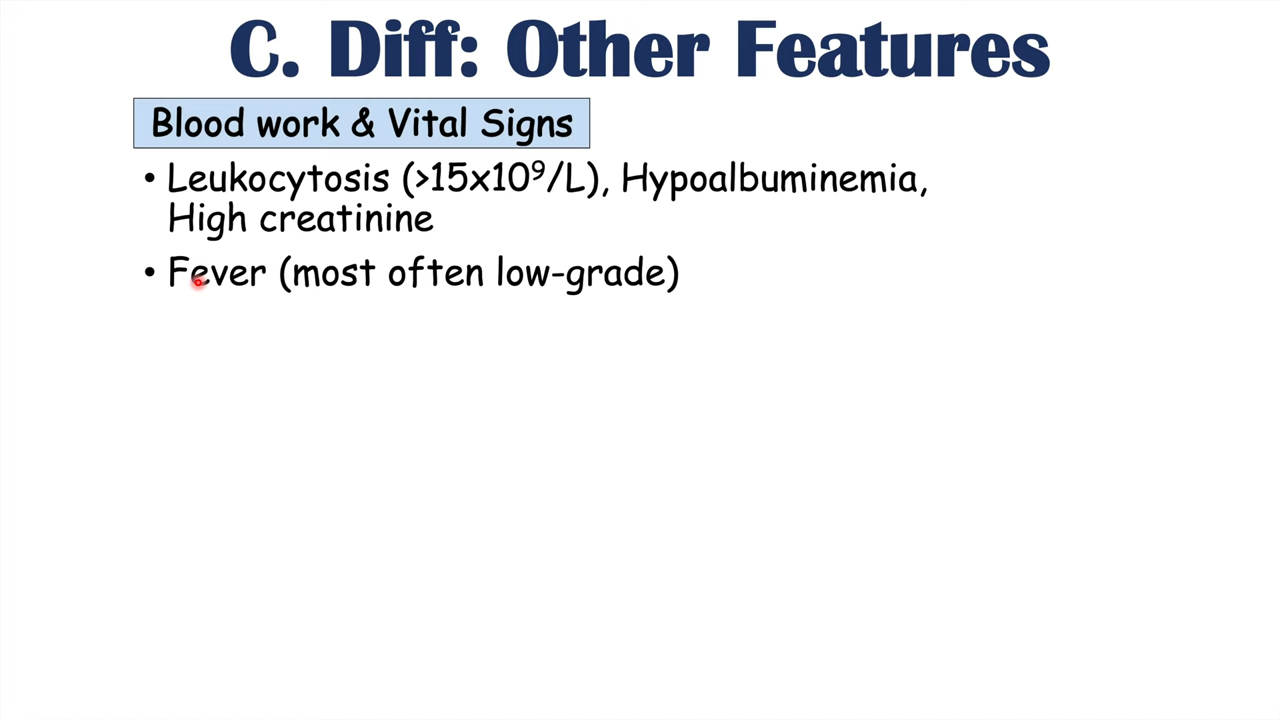 C. Diff: Other Features
Blood work & Vital Signs
• Leukocytosis (>15x10⁹/L), Hypoalbuminemia,
High creatinine
• Fever (most often low-grade)